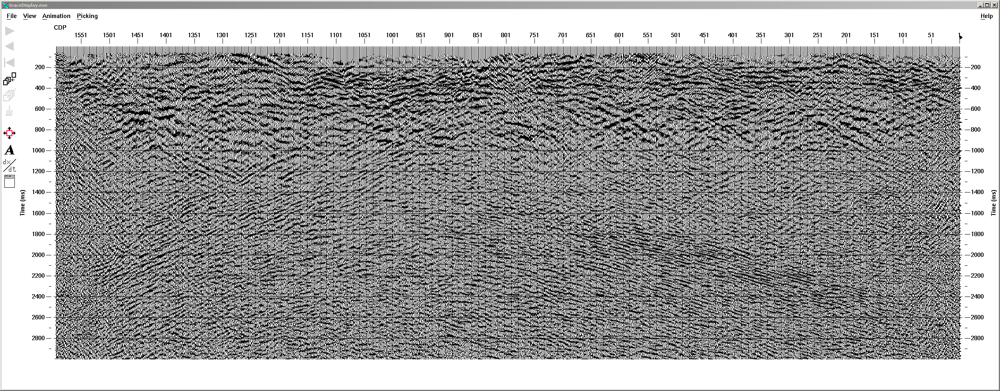 traceDisplay.exe
File View Animation Picking Help
CDP
1551 1501 1451 1401 1351 1301 1251 1201 1151 1101 1051 1001 951 901 851 801 751 701 651 601 551 501 451 401 351 301 251 201 151 101 51 1
200 200
400 400
600 600
800 800
1000 1000
1200 1200
1400 1400
1600 1600
1800 1800
2000 2000
2200 2200
2400 2400
2600 2600
2800 2800
Time (ms) Time (ms)
A
dx/dt
max